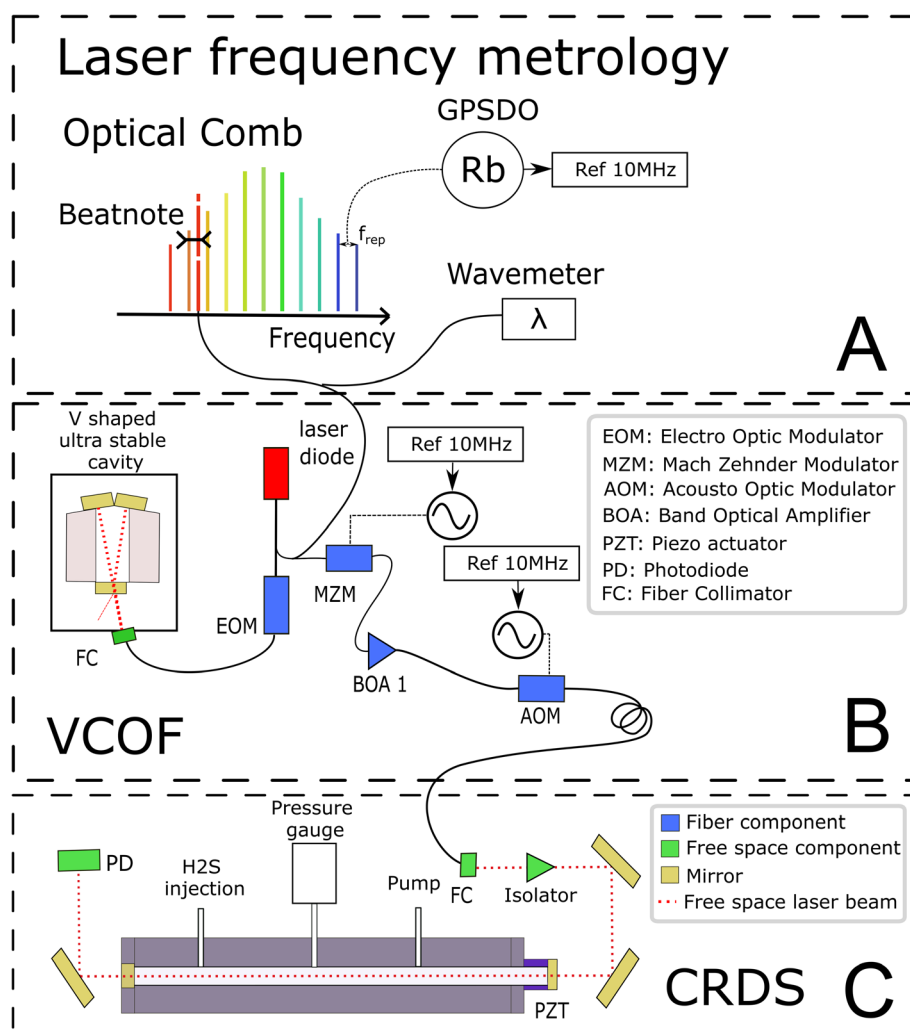 Laser frequency metrology
GPSDO
Optical Comb
Rb
Ref 10MHz
Beatnote
frep
Wavemeter
λ
Frequency
A
V shaped
ultra stable
cavity
laser
diode
Ref 10MHz
EOM: Electro Optic Modulator
MZM: Mach Zehnder Modulator
AOM: Acousto Optic Modulator
BOA: Band Optical Amplifier
PZT: Piezo actuator
PD: Photodiode
FC: Fiber Collimator
Ref 10MHz
MZM
EOM
FC
BOA 1
AOM
VCOF
B
Pressure
gauge
Fiber component
Free space component
Mirror
Free space laser beam
PD
H2S
injection
Pump
FC
Isolator
PZT
CRDS
C